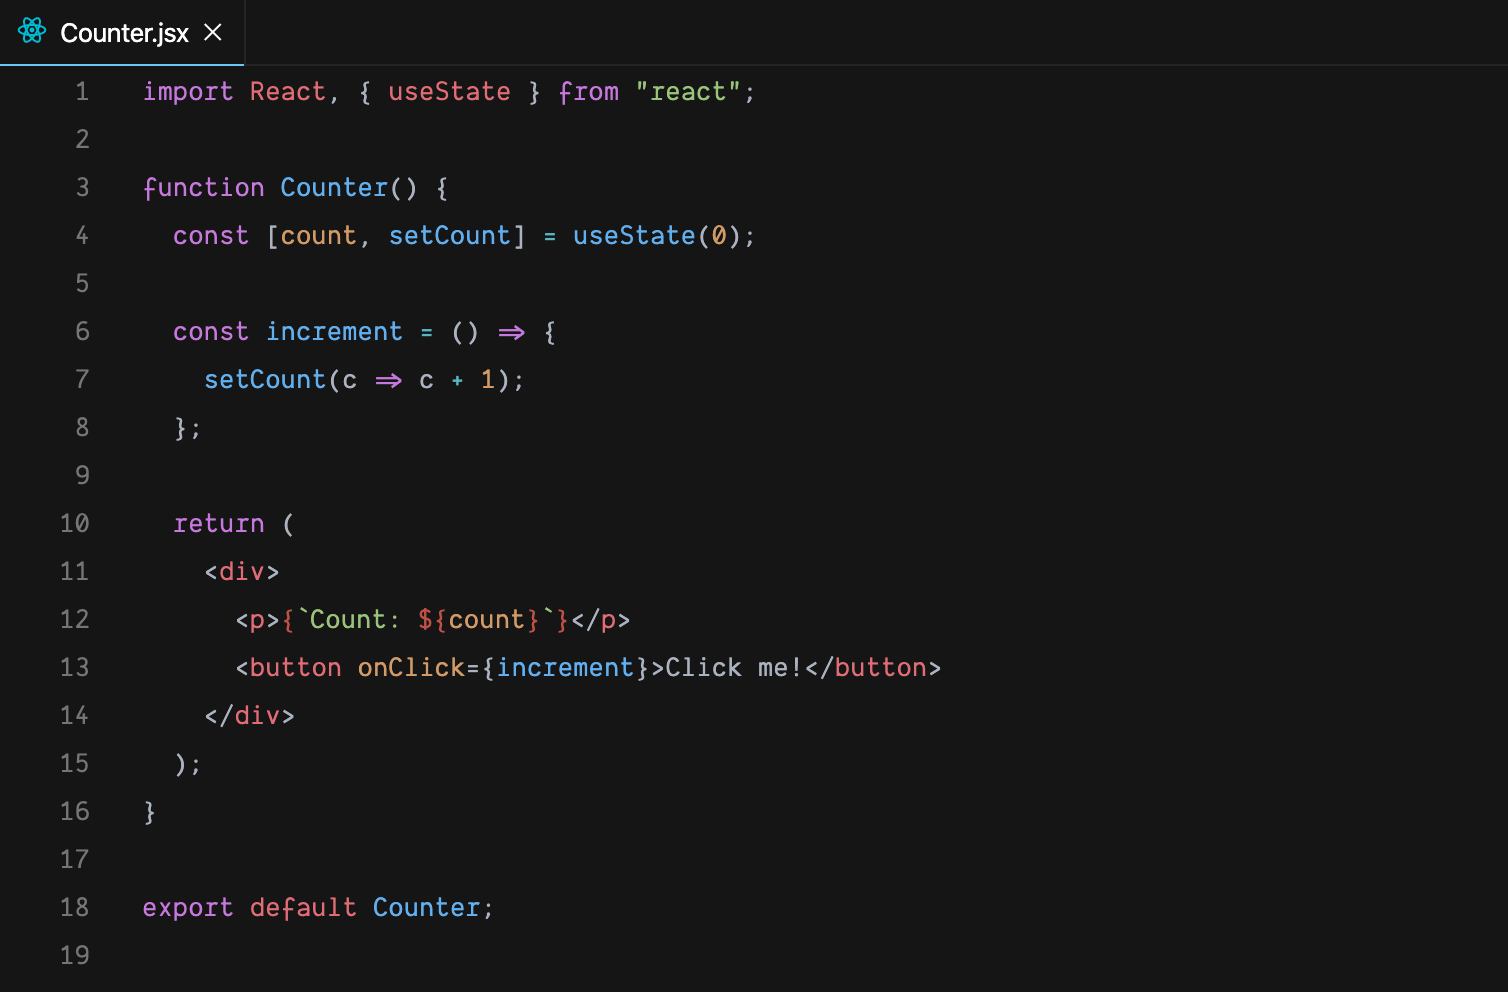 Counter.jsx
1 import React, { useState } from "react";
2
3 function Counter() {
4   const [count, setCount] = useState(0);
5
6   const increment = () => {
7     setCount(c => c + 1);
8   };
9
10   return (
11     <div>
12       <p>{`Count: ${count}`}</p>
13       <button onClick={increment}>Click me!</button>
14     </div>
15   );
16 }
17
18 export default Counter;
19